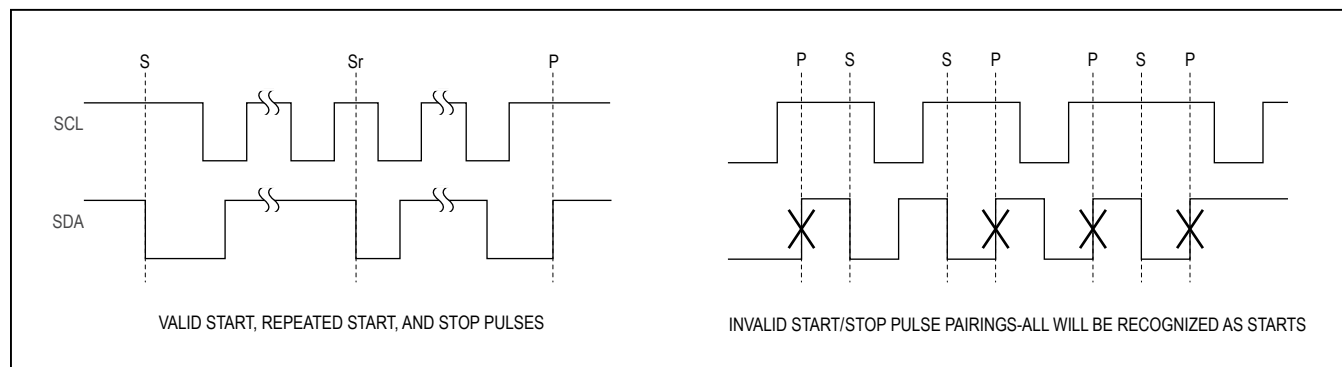 S Sr P
SCL
SDA
VALID START, REPEATED START, AND STOP PULSES
P S S P P S P
INVALID START/STOP PULSE PAIRINGS-ALL WILL BE RECOGNIZED AS STARTS